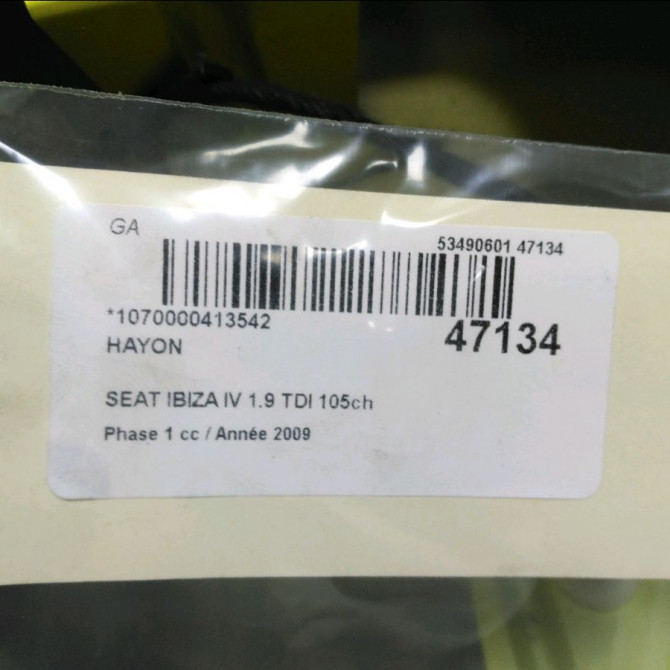 GA
53490601 47134
*1070000413542
47134
HAYON
SEAT IBIZA IV 1.9 TDI 105ch
Phase 1 cc / Année 2009